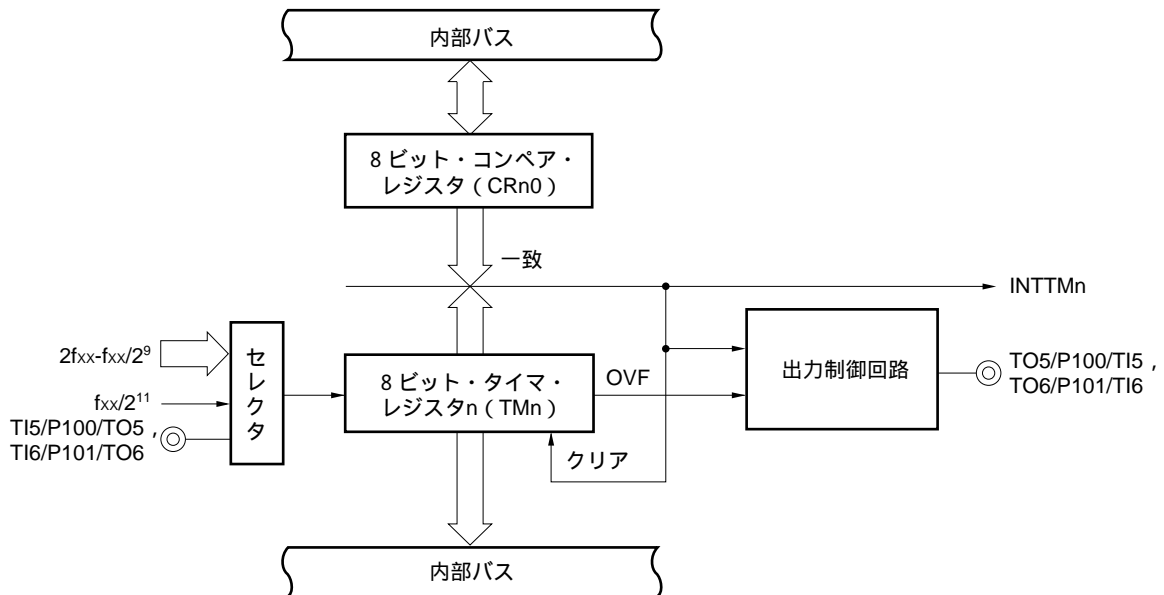 内部バス
8 ビット・コンペア・
レジスタ（CRn0）
一致
INTTMn
2fxx-fxx/2⁹
fxx/2¹¹
TI5/P100/TO5 ,
TI6/P101/TO6
セレクタ
8 ビット・タイマ・
レジスタn（TMn）
OVF
クリア
出力制御回路
TO5/P100/TI5 ,
TO6/P101/TI6
内部バス